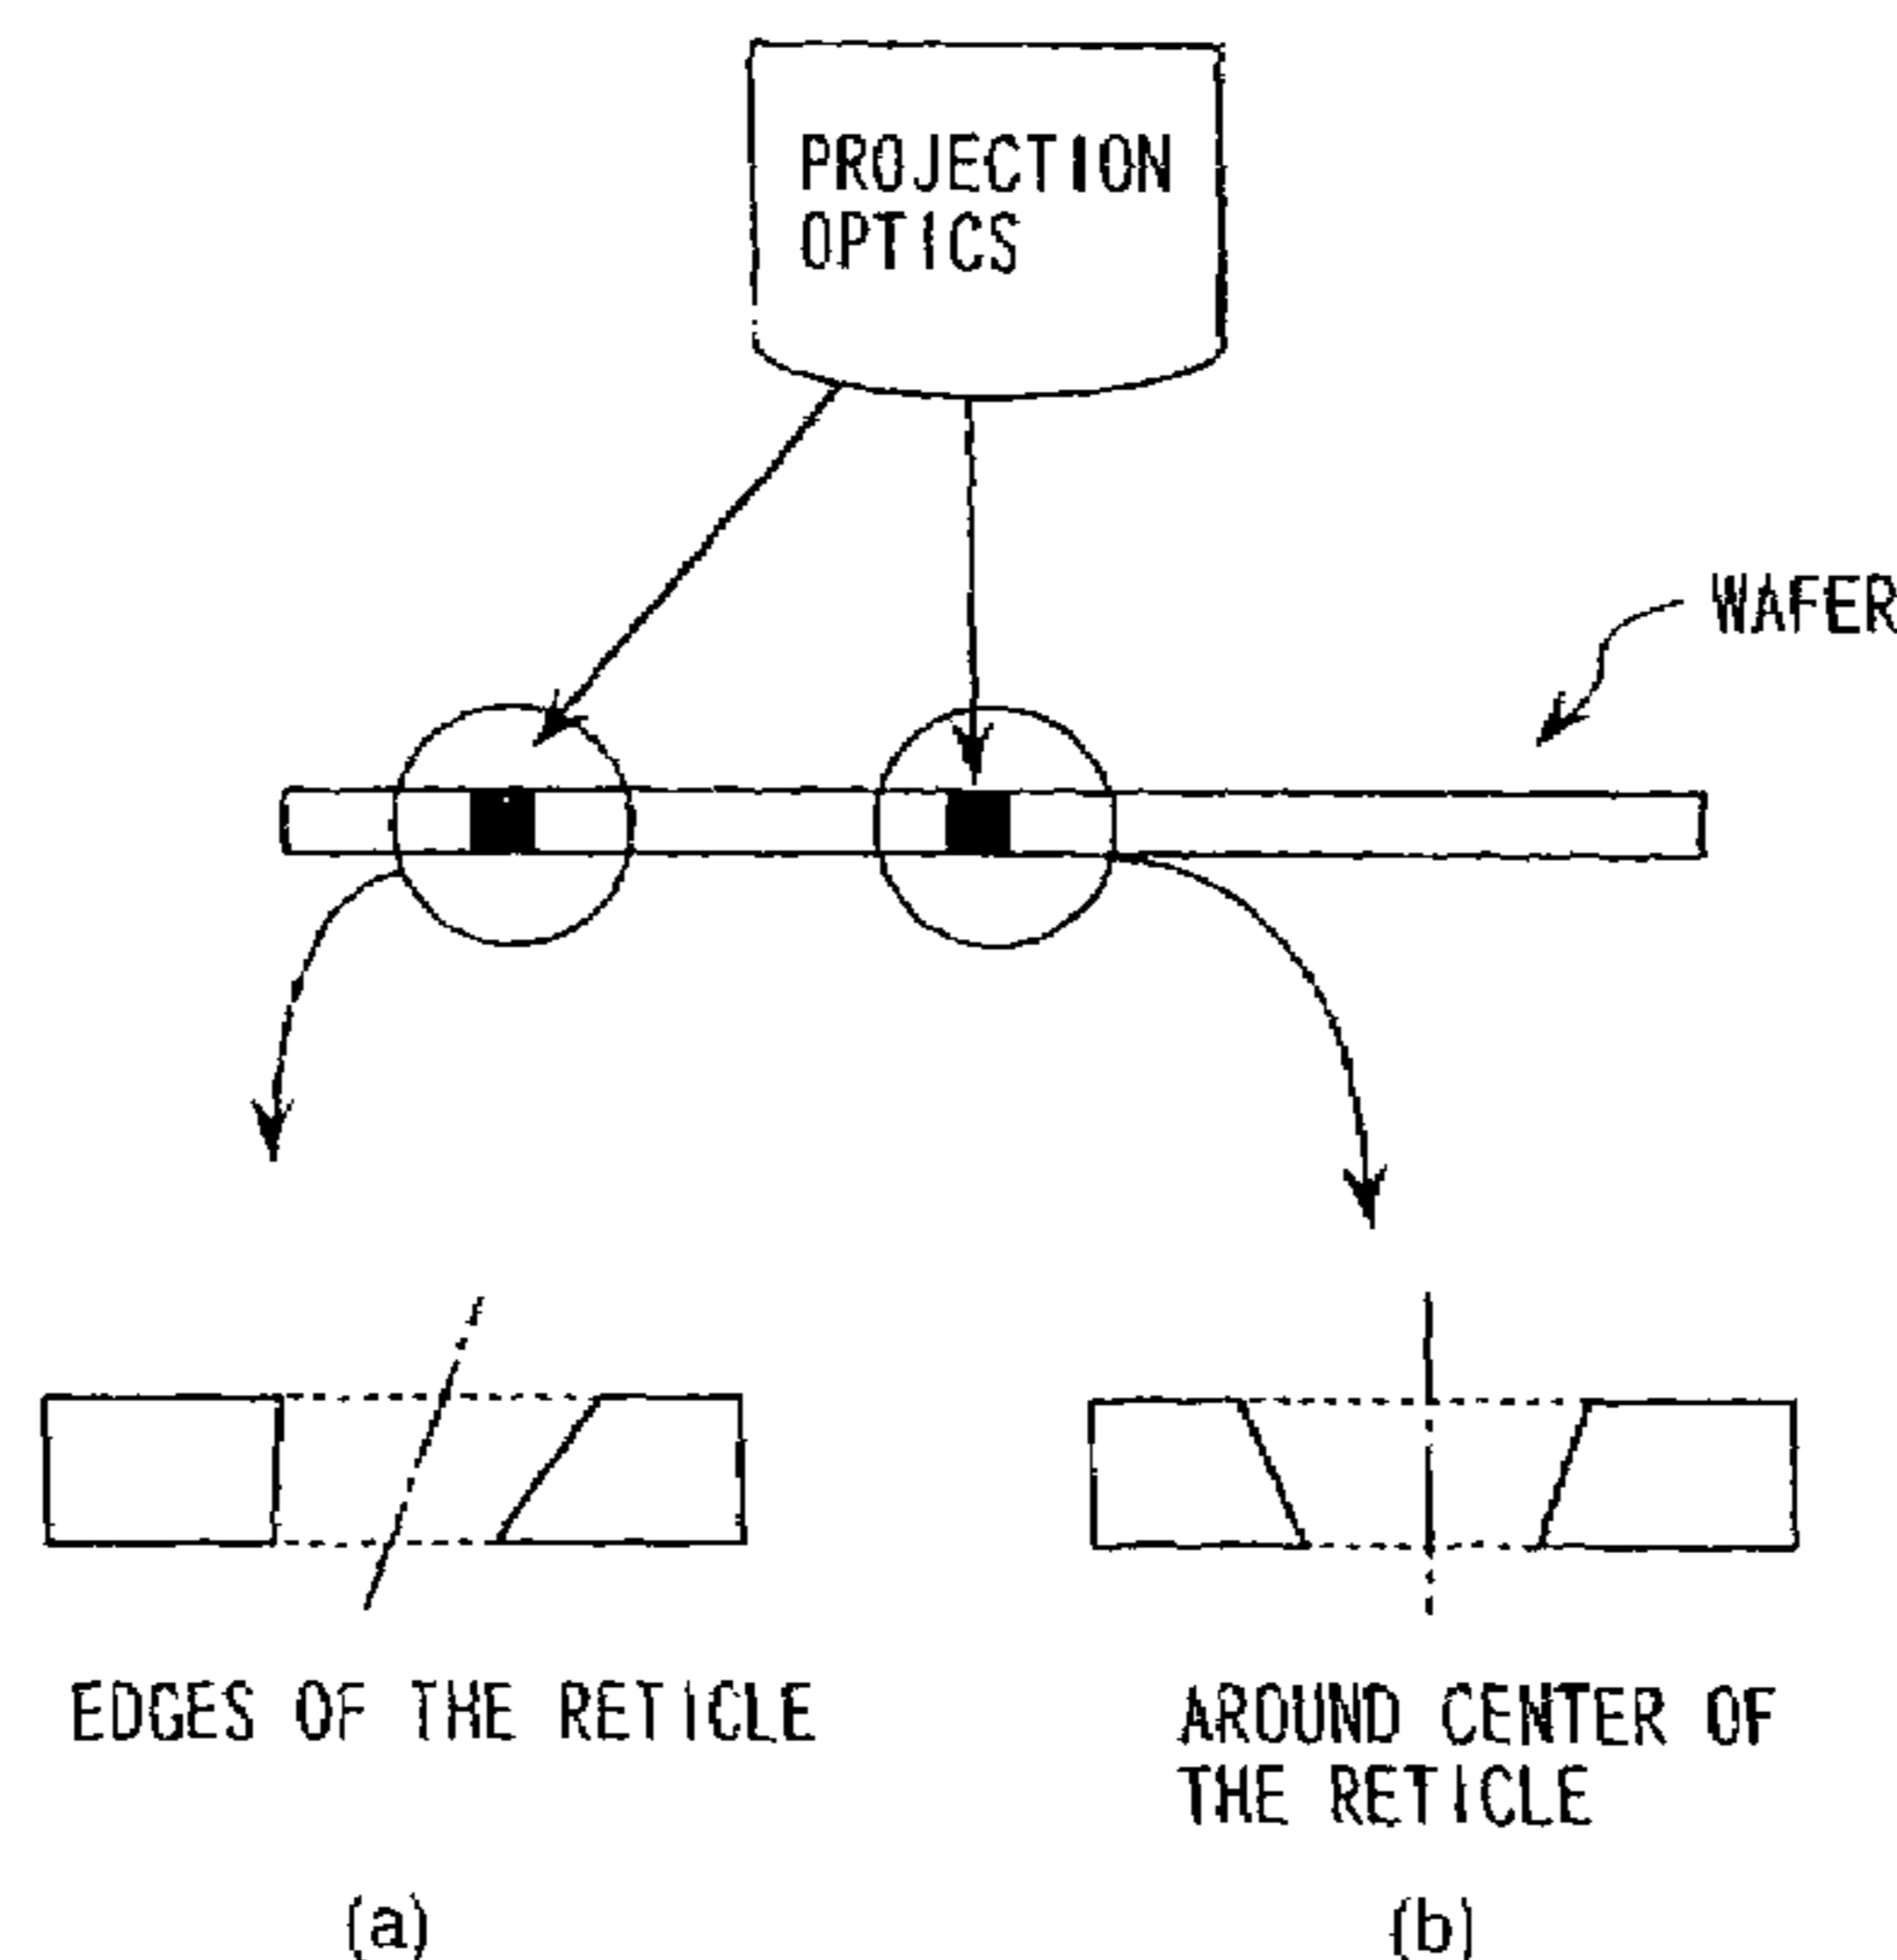 PROJECTION
OPTICS
WAFER
EDGES OF THE RETICLE
AROUND CENTER OF
THE RETICLE
(a)
(b)